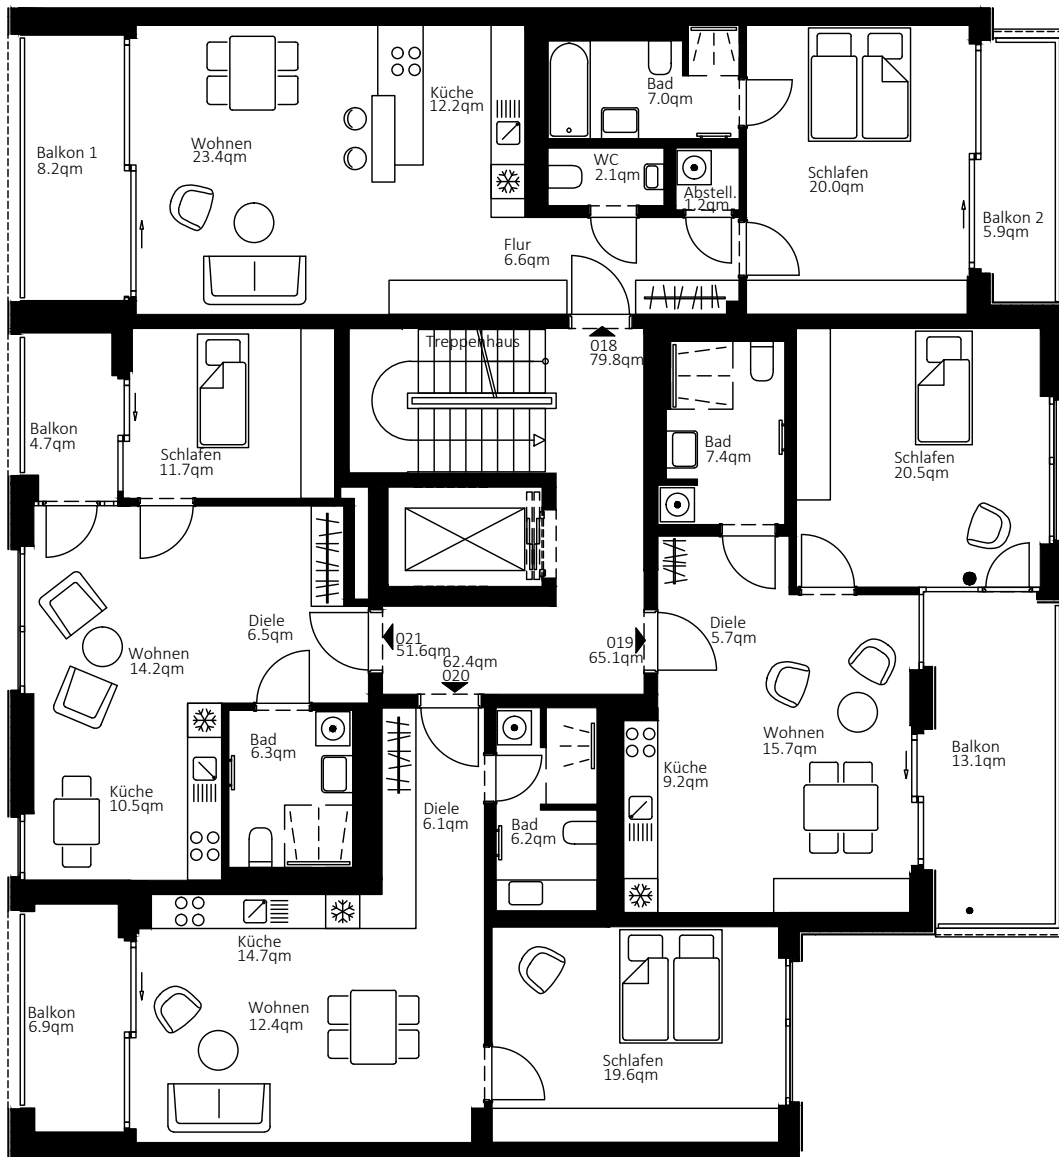 Balkon 1
8.2qm
Wohnen
23.4qm
Küche
12.2qm
Bad
7.0qm
WC
2.1qm
Abstell.
1.2qm
Schlafen
20.0qm
Balkon 2
5.9qm
Flur
6.6qm
Treppenhaus
018
79.8qm
Balkon
4.7qm
Schlafen
11.7qm
Bad
7.4qm
Schlafen
20.5qm
Diele
6.5qm
Wohnen
14.2qm
021
51.6qm
62.4qm
020
019
65.1qm
Diele
5.7qm
Küche
10.5qm
Bad
6.3qm
Diele
6.1qm
Bad
6.2qm
Küche
9.2qm
Wohnen
15.7qm
Balkon
13.1qm
Küche
14.7qm
Balkon
6.9qm
Wohnen
12.4qm
Schlafen
19.6qm